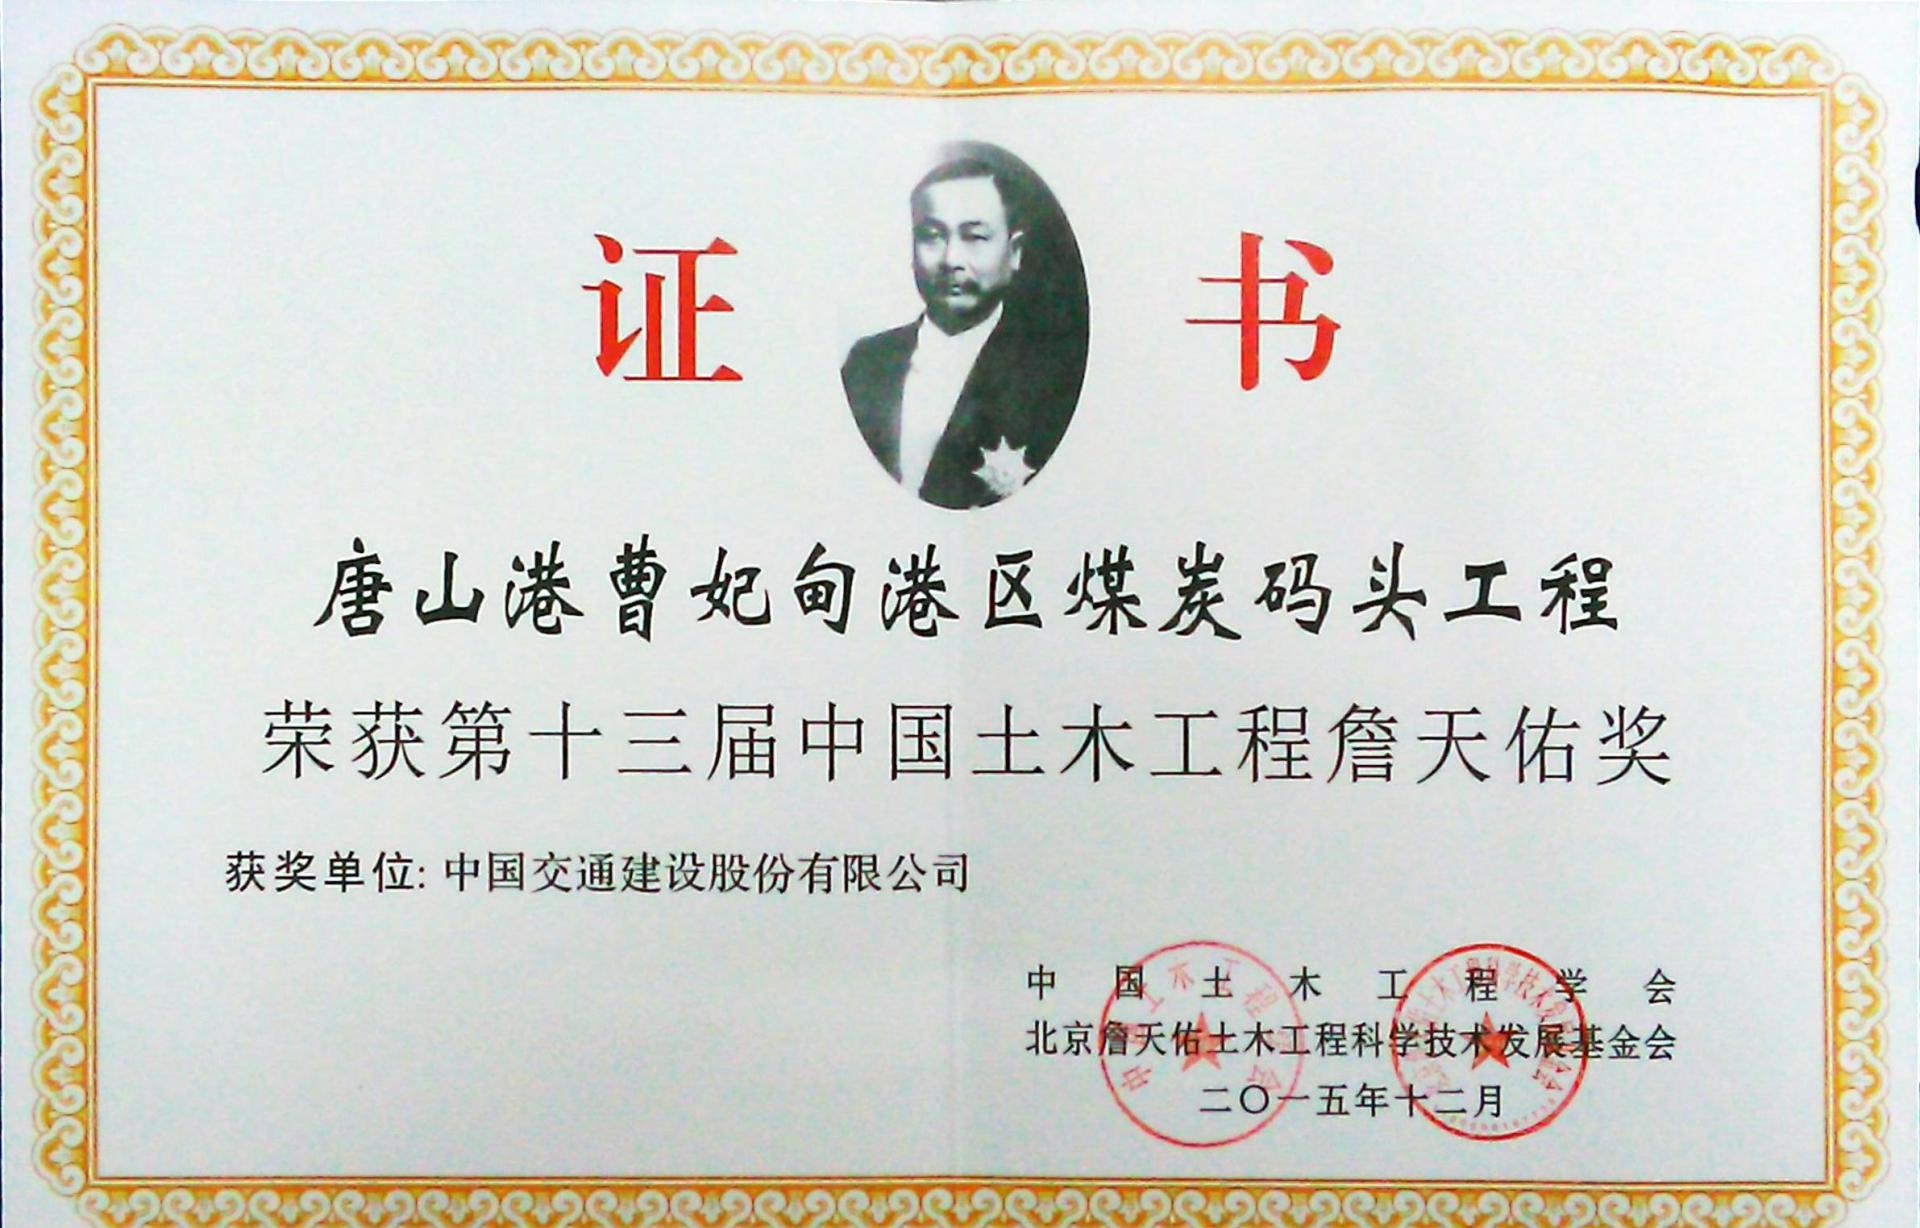 证书
唐山港曹妃甸港区煤炭码头工程
荣获第十三届中国土木工程詹天佑奖
获奖单位: 中国交通建设股份有限公司
中国土木工程学会
北京詹天佑土木工程科学技术发展基金会
二〇一五年十二月